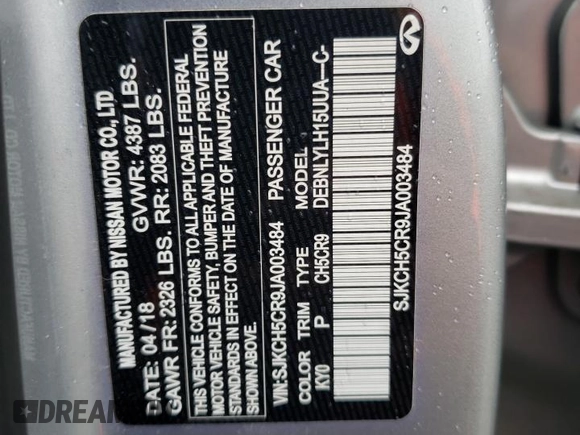 MANUFACTURED BY NISSAN MOTOR CO., LTD
DATE: 04/18 GVWR: 4387 LBS.
GAWR FR: 2326 LBS. RR: 2083 LBS.
THIS VEHICLE CONFORMS TO ALL APPLICABLE FEDERAL
MOTOR VEHICLE SAFETY, BUMPER AND THEFT PREVENTION
STANDARDS IN EFFECT ON THE DATE OF MANUFACTURE
SHOWN ABOVE.
VIN: SJKCH5CR9JA003484 PASSENGER CAR
COLOR TRIM TYPE MODEL
KY0 P CH5CR9 DEBNLYLH15UUA—C-
SJKCH5CR9JA003484
DREAM